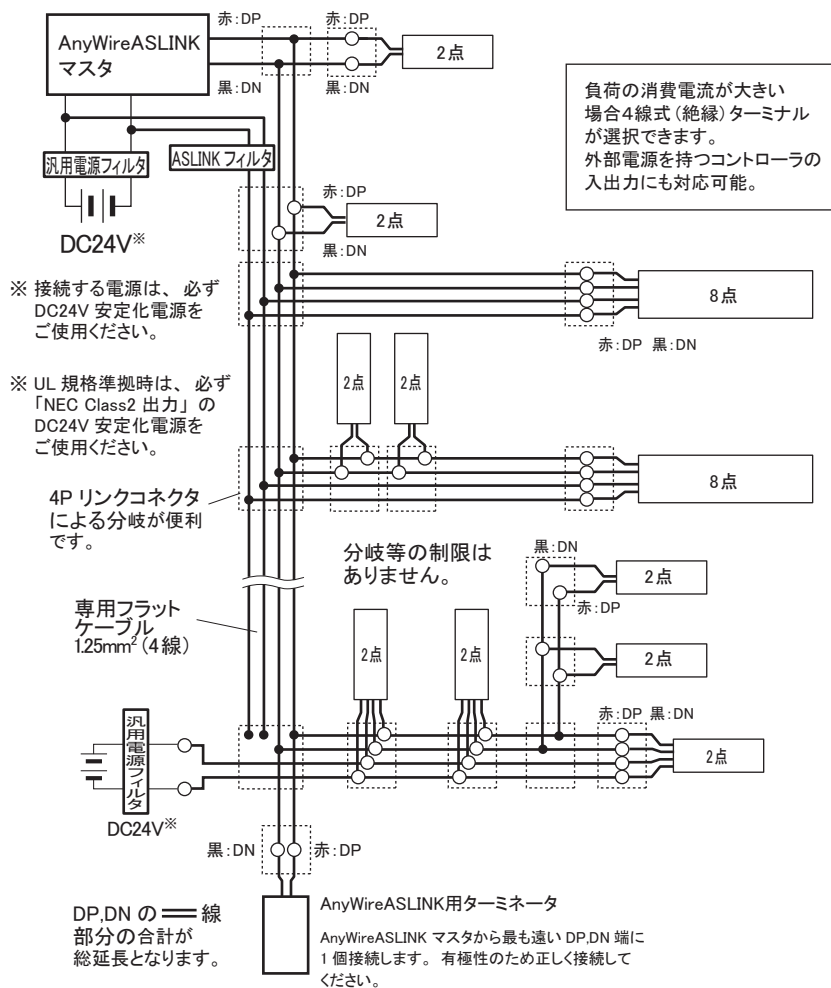 赤:DP
赤:DP
AnyWireASLINK
マスタ
2点
黒:DN
黒:DN
負荷の消費電流が大きい
場合4線式(絶縁)ターミナル
が選択できます。
外部電源を持つコントローラの
入出力にも対応可能。
汎用電源フィルタ
ASLINK フィルタ
DC24V※
赤:DP
2点
黒:DN
※ 接続する電源は、必ず
DC24V 安定化電源を
ご使用ください。
8点
赤:DP 黒:DN
※ UL 規格準拠時は、必ず
「NEC Class2 出力」の
DC24V 安定化電源を
ご使用ください。
2点
2点
8点
4P リンクコネクタ
による分岐が便利
です。
分岐等の制限は
ありません。
黒:DN
2点
赤:DP
専用フラット
ケーブル
1.25mm²(4線)
2点
2点
2点
汎用電源フィルタ
DC24V※
赤:DP 黒:DN
2点
黒:DN
赤:DP
DP,DN の 線
部分の合計が
総延長となります。
AnyWireASLINK用ターミネータ
AnyWireASLINK マスタから最も遠い DP,DN 端に
1個接続します。有極性のため正しく接続して
ください。